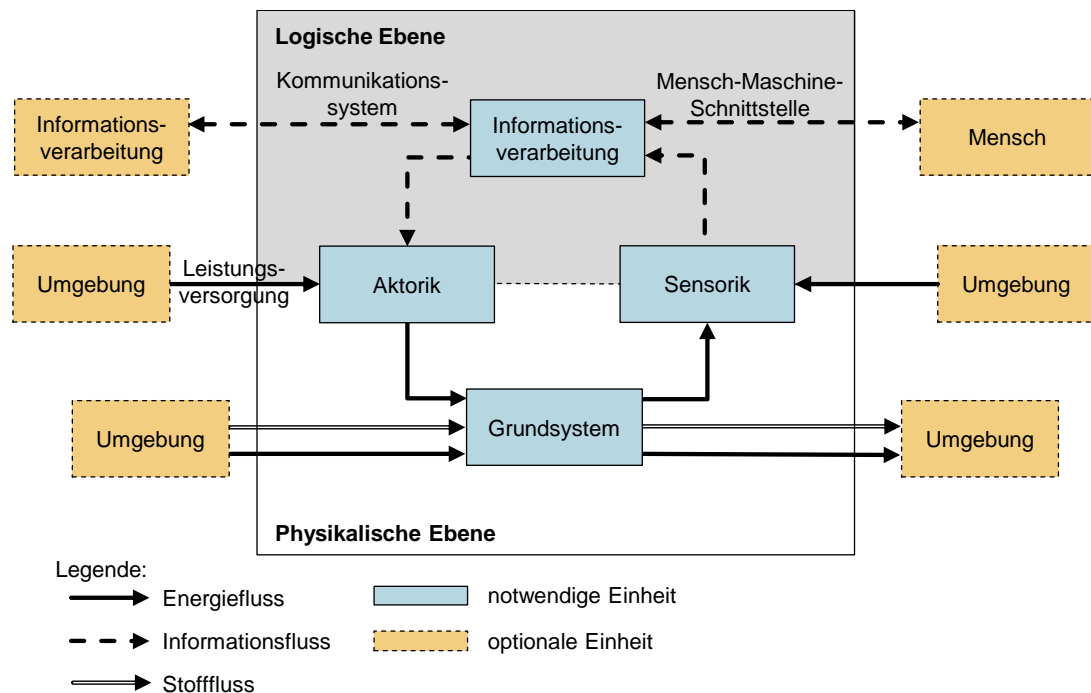 Logische Ebene
Kommunikations-
system
Mensch-Maschine-
Schnittstelle
Informations-
verarbeitung
Informations-
verarbeitung
Mensch
Umgebung
Leistungs-
versorgung
Aktorik
Sensorik
Umgebung
Umgebung
Grundsystem
Umgebung
Physikalische Ebene
Legende:
Energiefluss
notwendige Einheit
Informationsfluss
optionale Einheit
Stofffluss